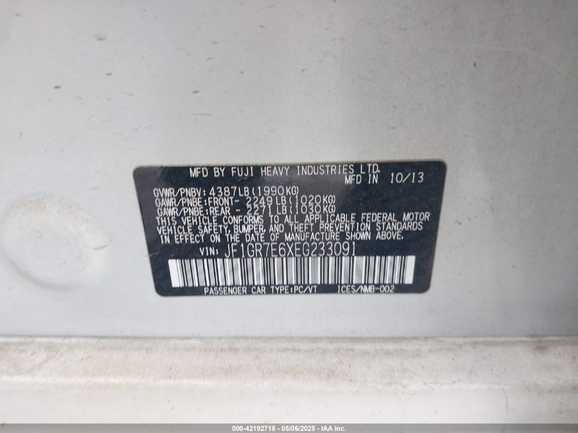 MFD BY FUJI HEAVY INDUSTRIES LTD.
MFD IN 10/13
GVWR/PNBV: 4387LB(1990KG)
GAWR/PNBE:FRONT- 2249LB(1020KG)
GAWR/PNBE:REAR - 2271LB(1030KG)
THIS VEHICLE CONFORMS TO ALL APPLICABLE FEDERAL MOTOR
VEHICLE SAFETY, BUMPER, AND THEFT PREVENTION STANDARDS
IN EFFECT ON THE DATE OF MANUFACTURE SHOWN ABOVE.
VIN: JF1GR7E6XEG233091
PASSENGER CAR TYPE:PC/VT ICES/NMB-002
000-42192718 - 05/06/2025 - IAA Inc.